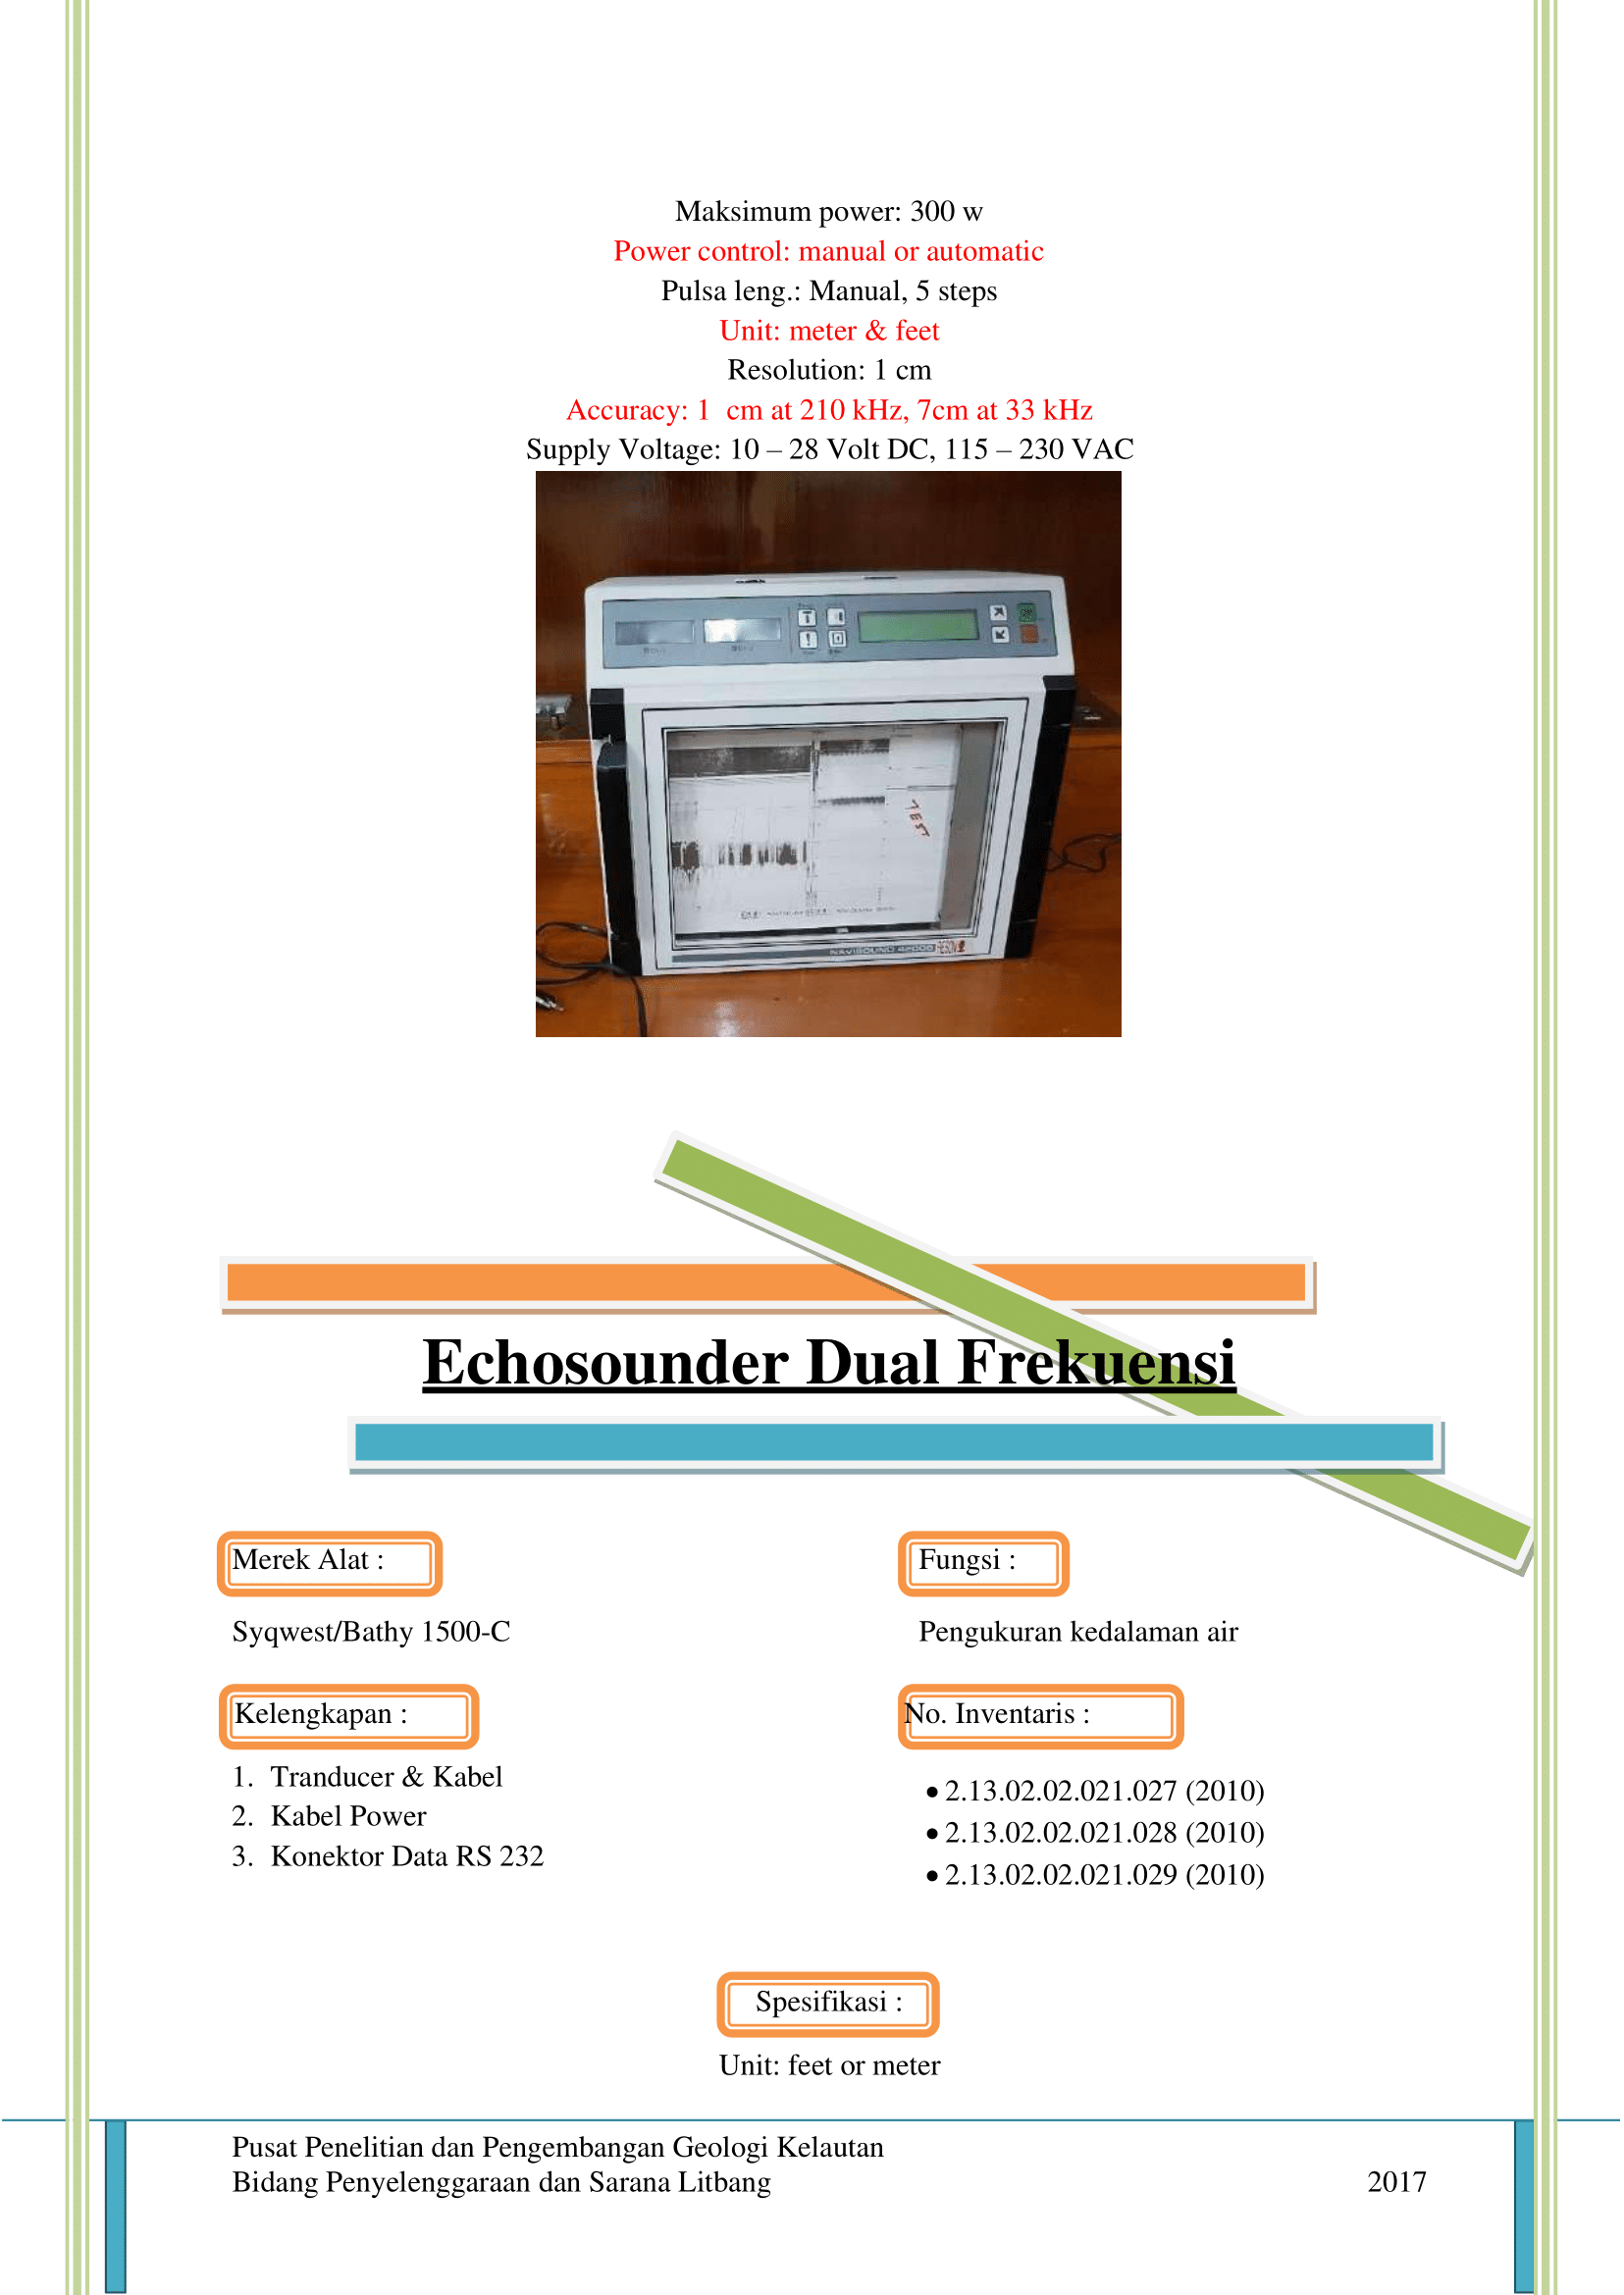 Maksimum power: 300 w
Power control: manual or automatic
Pulsa leng.: Manual, 5 steps
Unit: meter & feet
Resolution: 1 cm
Accuracy: 1  cm at 210 kHz, 7cm at 33 kHz
Supply Voltage: 10 – 28 Volt DC, 115 – 230 VAC
TEST
NAVISOUND
RESON
Echosounder Dual Frekuensi
Merek Alat :
Syqwest/Bathy 1500-C
Kelengkapan :
1. Tranducer & Kabel
2. Kabel Power
3. Konektor Data RS 232
Fungsi :
Pengukuran kedalaman air
No. Inventaris :
• 2.13.02.02.021.027 (2010)
• 2.13.02.02.021.028 (2010)
• 2.13.02.02.021.029 (2010)
Spesifikasi :
Unit: feet or meter
Pusat Penelitian dan Pengembangan Geologi Kelautan
Bidang Penyelenggaraan dan Sarana Litbang 2017